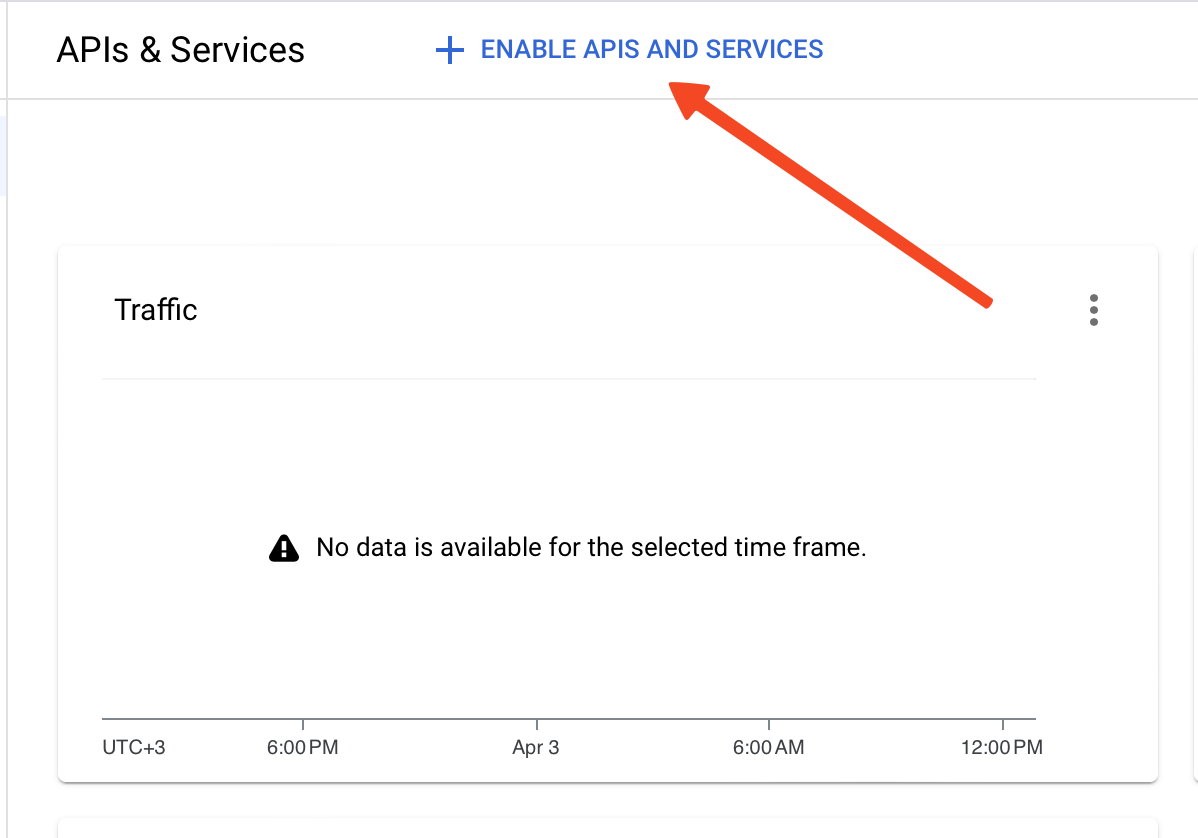 APIs & Services
ENABLE APIS AND SERVICES
Traffic
No data is available for the selected time frame.
UTC+3 6:00 PM Apr 3 6:00 AM 12:00 PM